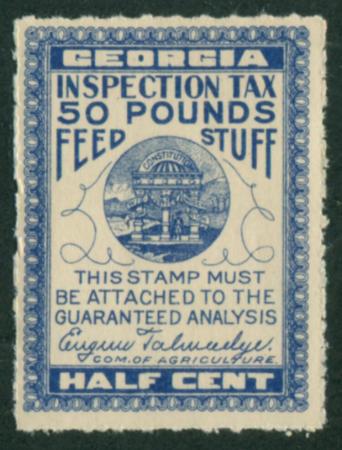 GEORGIA
INSPECTION TAX
50 POUNDS
FEED STUFF
CONSTITUTION
THIS STAMP MUST
BE ATTACHED TO THE
GUARANTEED ANALYSIS
Eugene Talmadge.
COM. OF AGRICULTURE.
HALF CENT